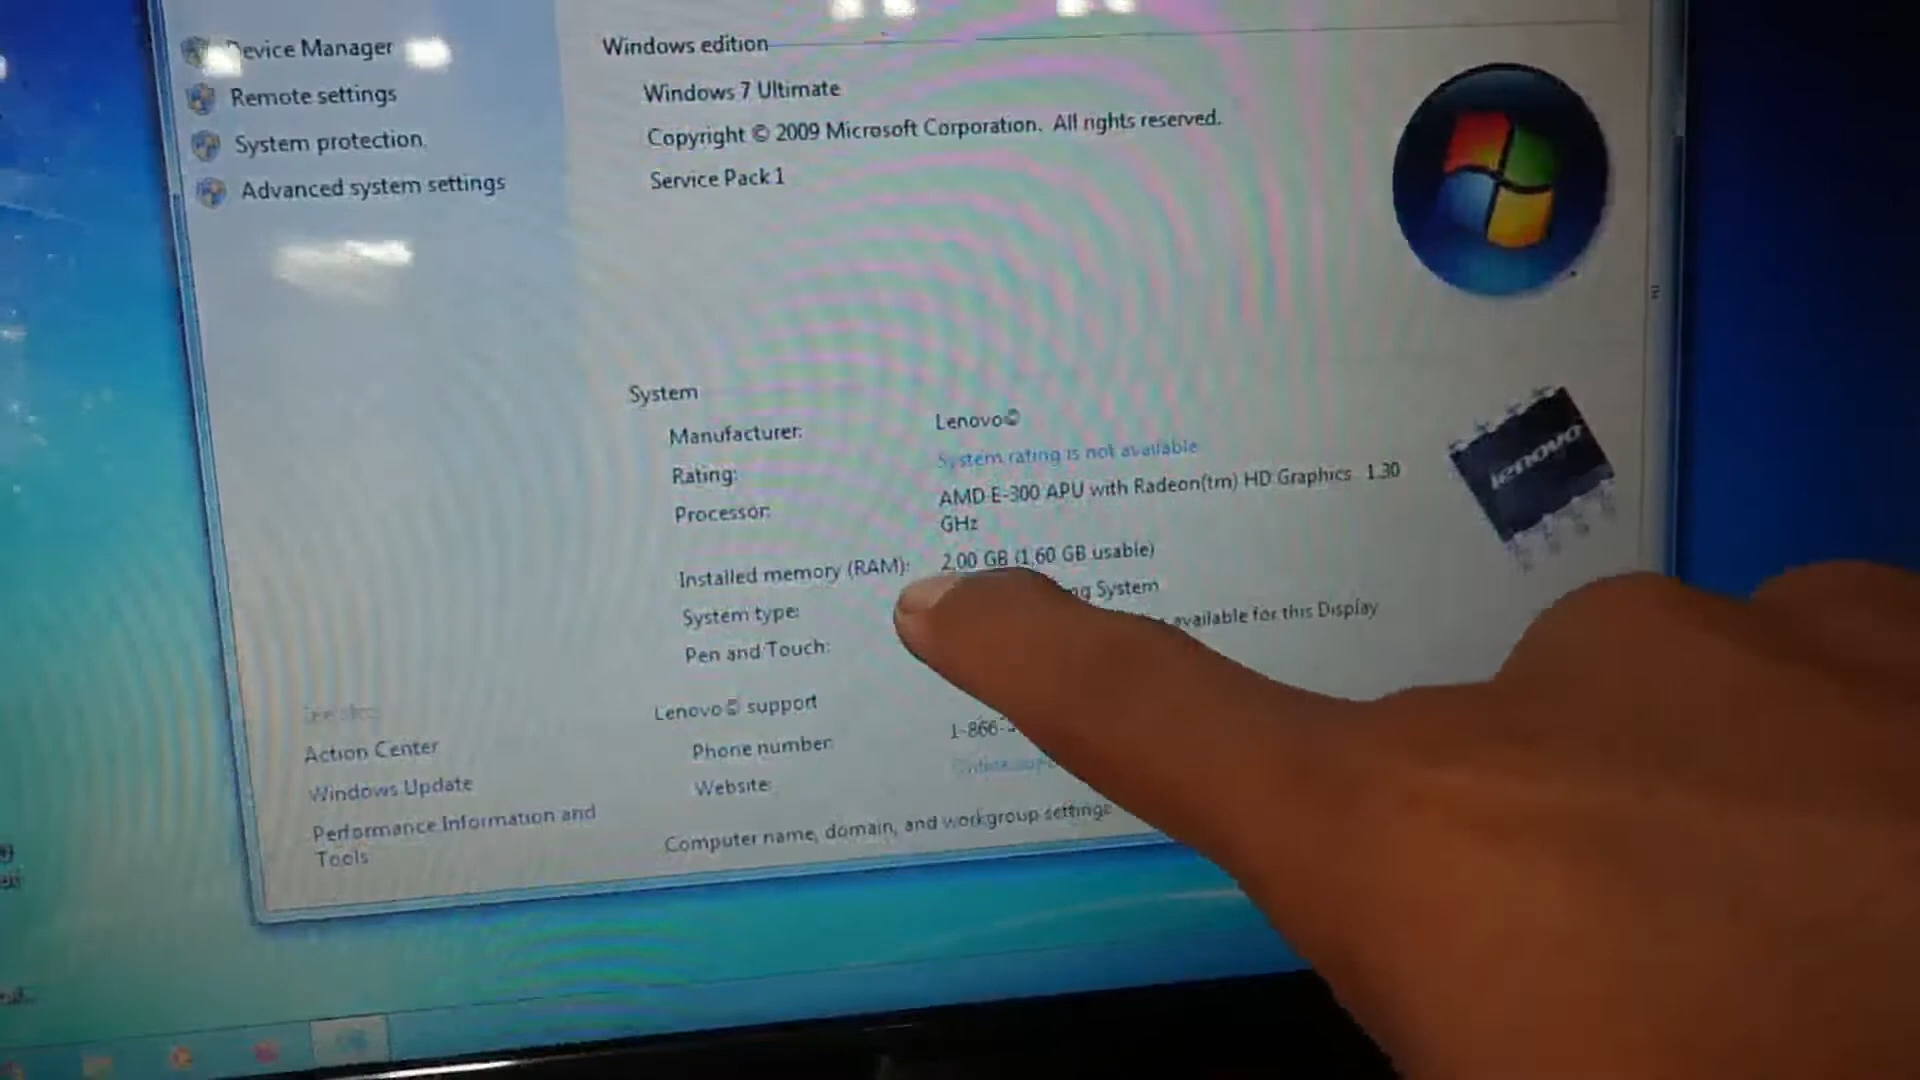 Device Manager
Remote settings
System protection
Advanced system settings
Windows edition
Windows 7 Ultimate
Copyright © 2009 Microsoft Corporation. All rights reserved.
Service Pack 1
System
Manufacturer: Lenovo©
Rating: System rating is not available
Processor: AMD E-300 APU with Radeon(tm) HD Graphics 1.30
GHz
Installed memory (RAM): 2,00 GB (1,60 GB usable)
System type: System
Pen and Touch: available for this Display
lenovo
Lenovo© support
Phone number: 1-866-
Website:
Computer name, domain, and workgroup settings
See also
Action Center
Windows Update
Performance Information and
Tools